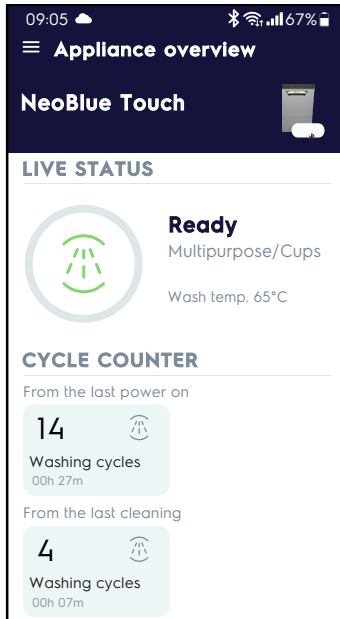 09:05 67%
Appliance overview
NeoBlue Touch
LIVE STATUS
Ready
Multipurpose/Cups
Wash temp. 65°C
CYCLE COUNTER
From the last power on
14
Washing cycles
00h 27m
From the last cleaning
4
Washing cycles
00h 07m